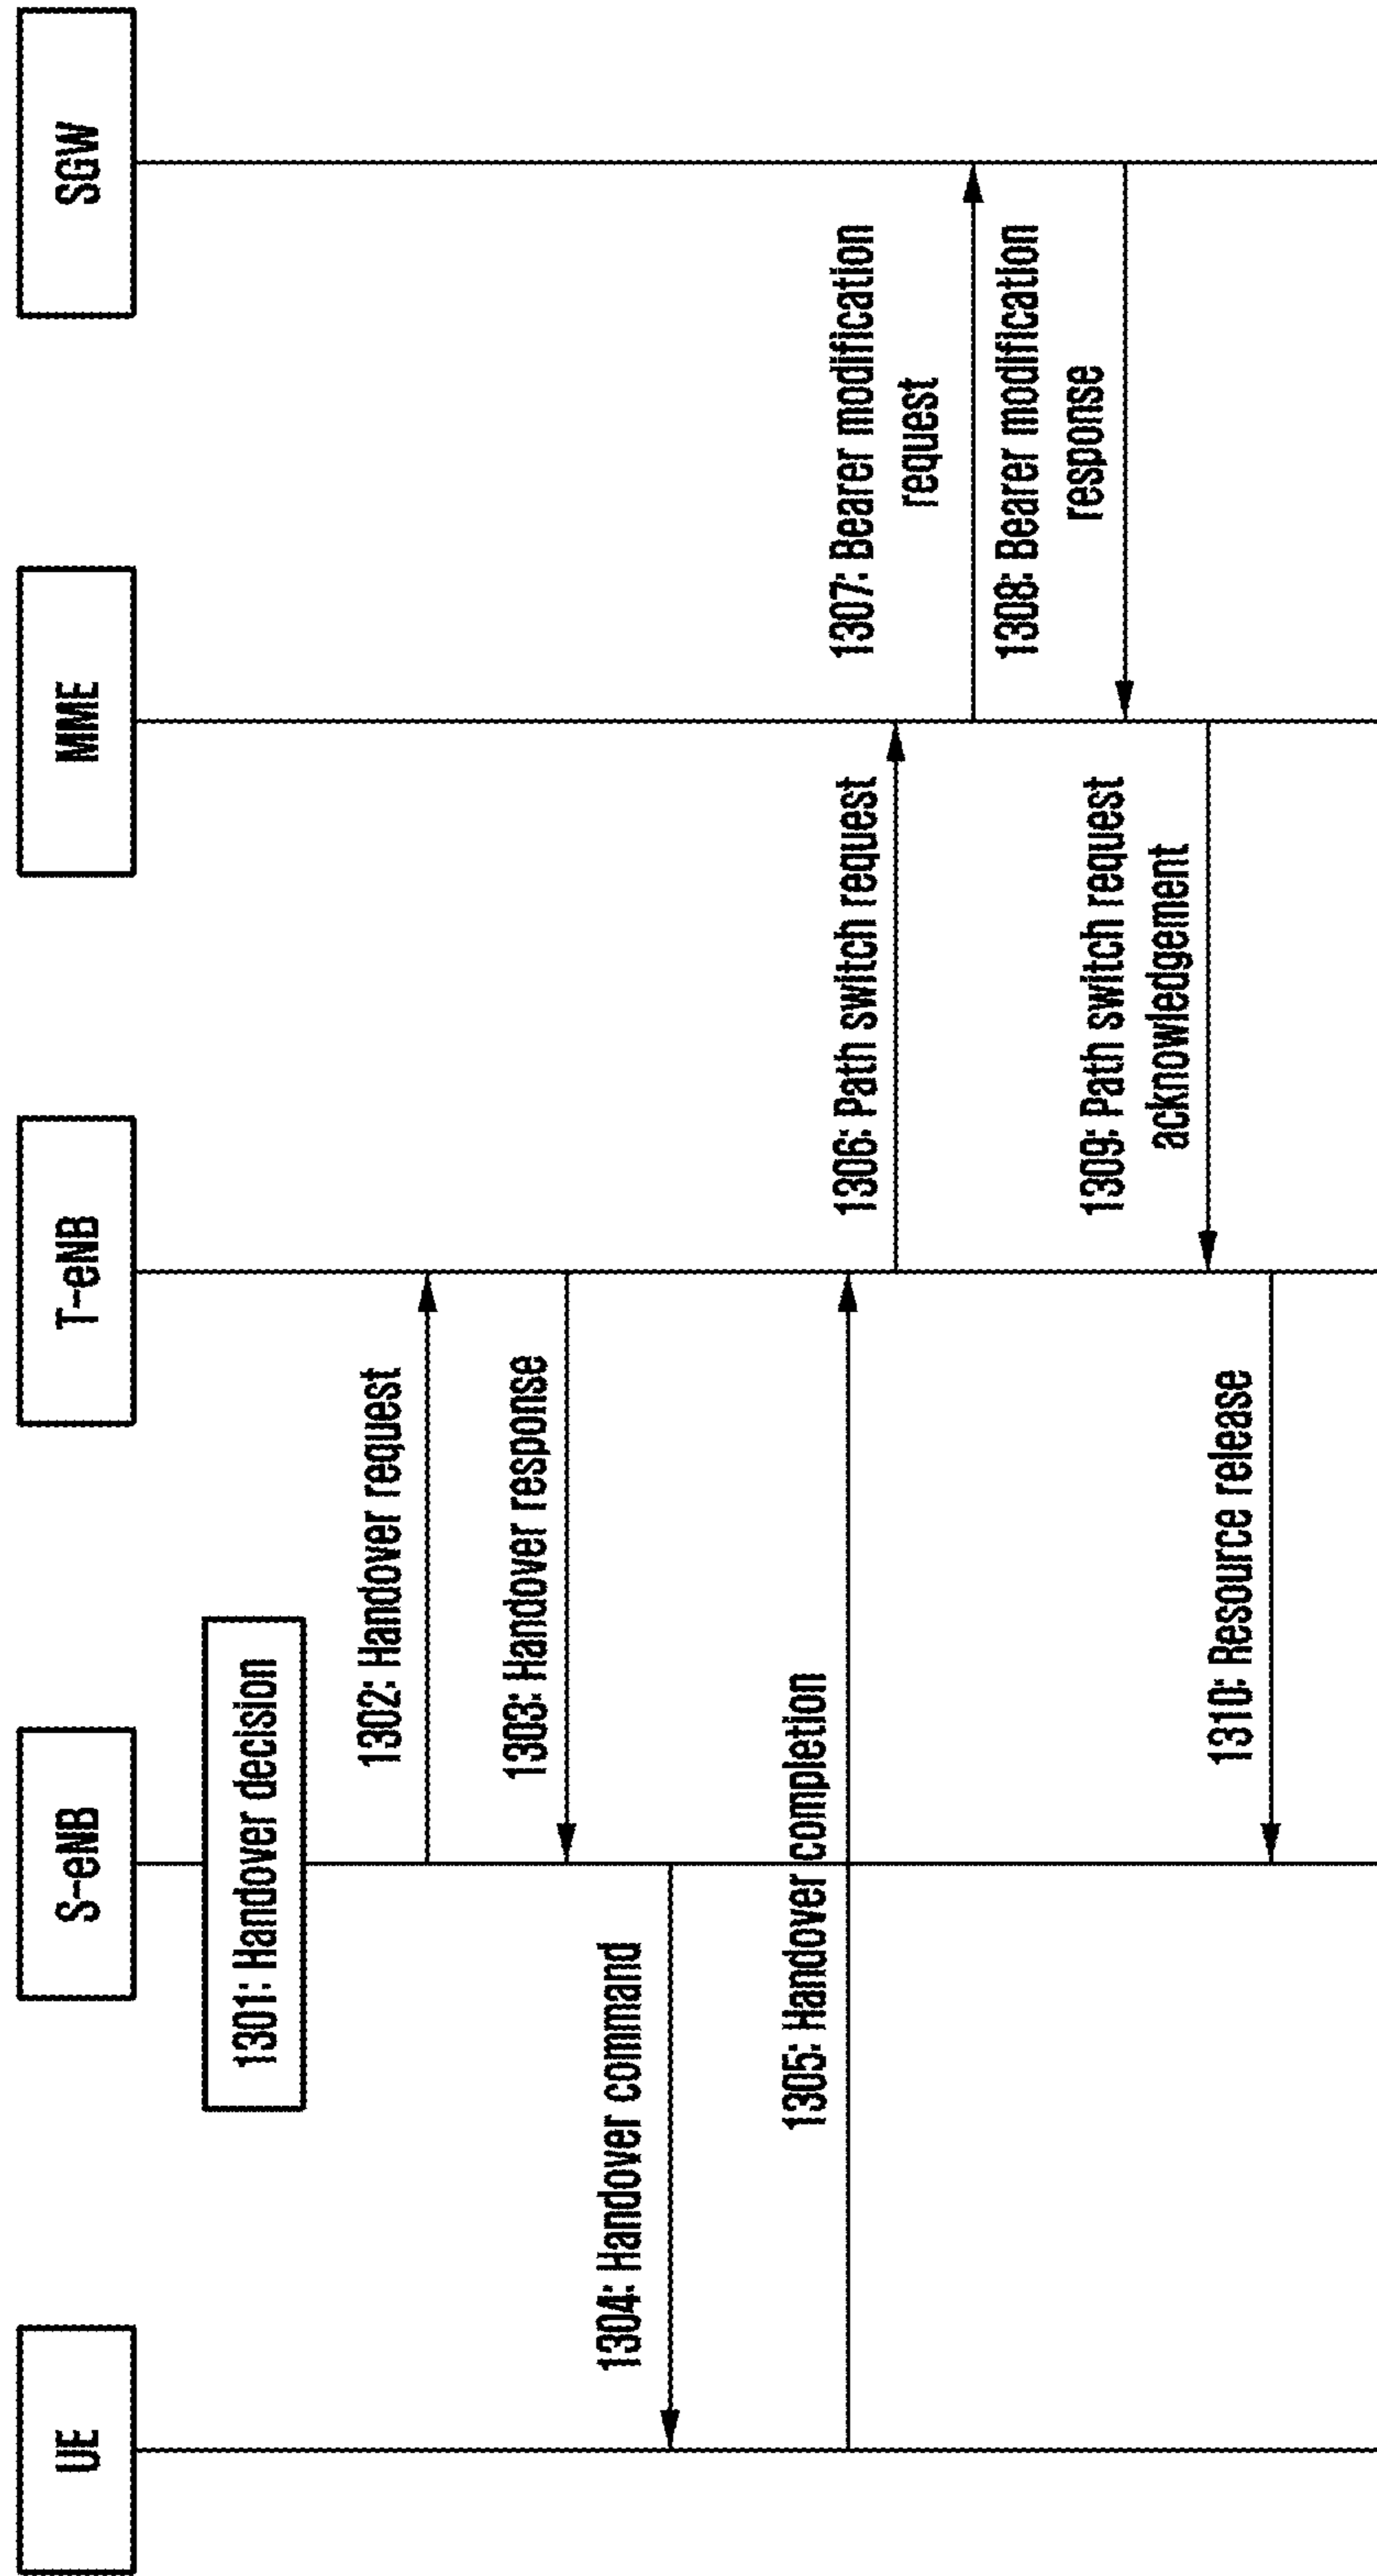 UE
S-eNB
T-eNB
MME
SGW
1301: Handover decision
1302: Handover request
1303: Handover response
1304: Handover command
1305: Handover completion
1306: Path switch request
1307: Bearer modification
request
1308: Bearer modification
response
1309: Path switch request
acknowledgement
1310: Resource release